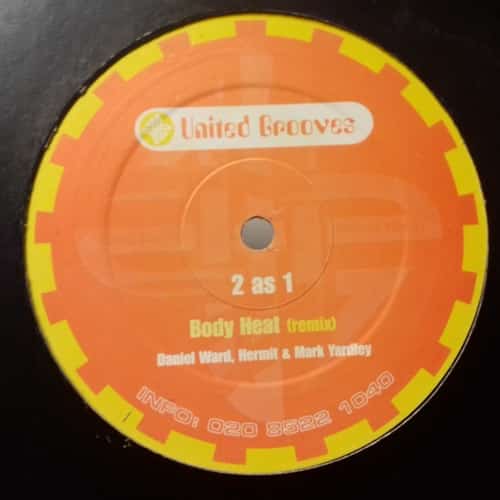 United Grooves
2 as 1
Body Heat (remix)
Daniel Ward, Hermit & Mark Yardley
INFO: 020 8522 1040